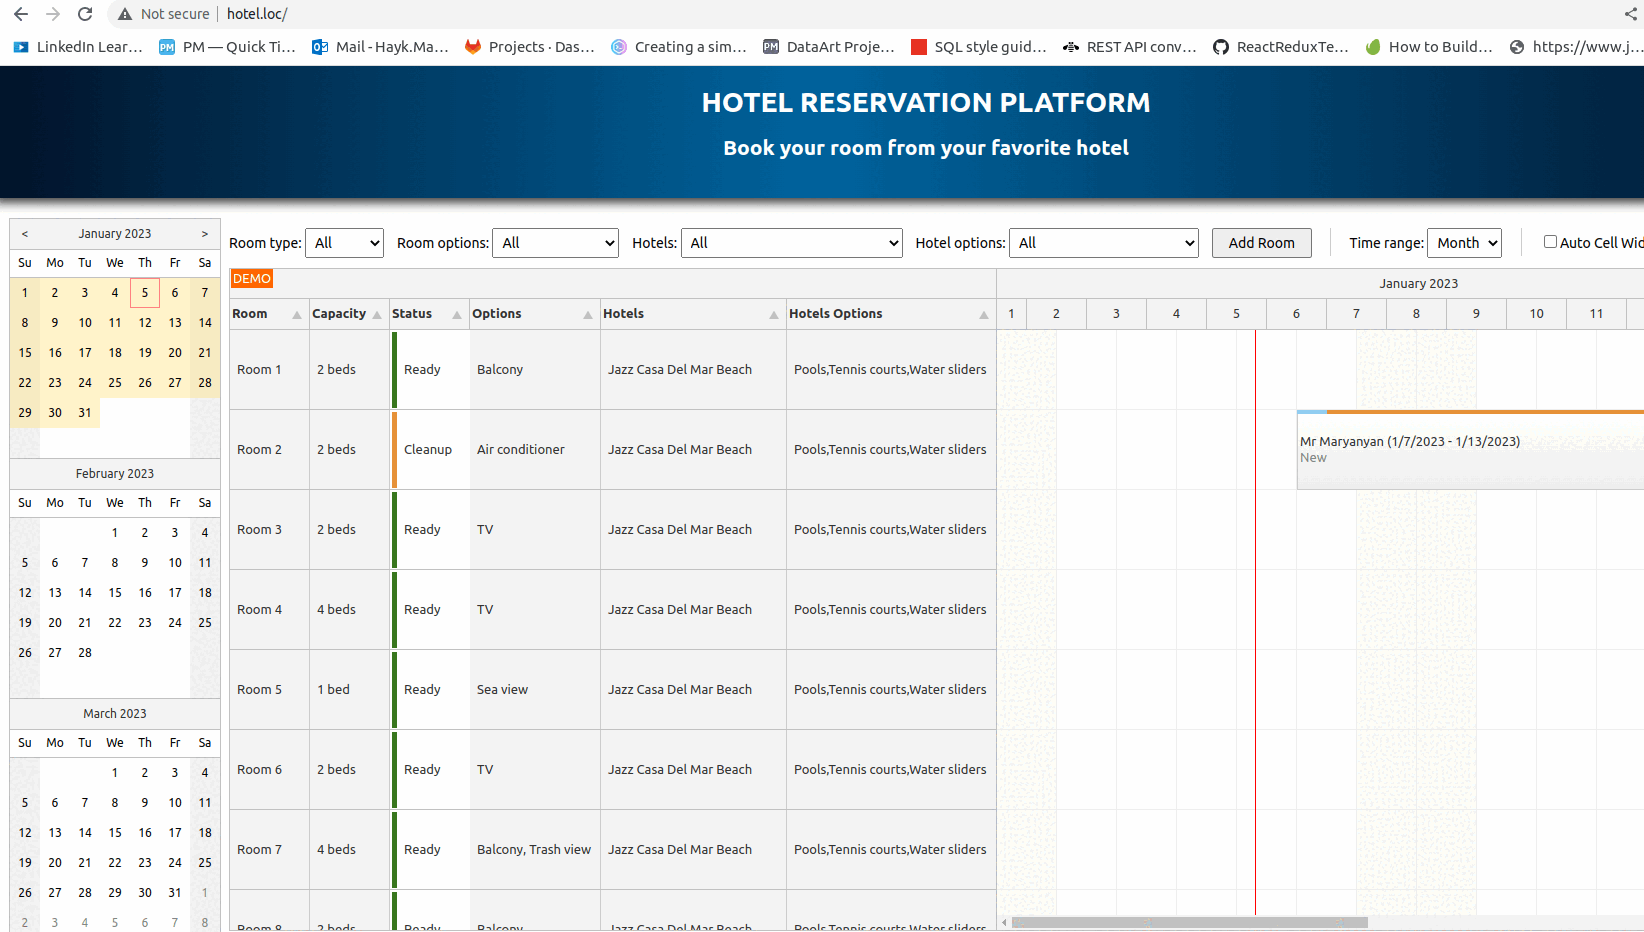 Not secure | hotel.loc/
LinkedIn Lear… PM — Quick Ti… Mail - Hayk.Ma… Projects · Das… Creating a sim… DataArt Proje… SQL style guid… REST API conv… ReactReduxTe… How to Build… https://www.j…
HOTEL RESERVATION PLATFORM
Book your room from your favorite hotel
Room type: All Room options: All Hotels: All Hotel options: All Add Room Time range: Month Auto Cell Wid
< January 2023 >
Su Mo Tu We Th Fr Sa
1 2 3 4 5 6 7
8 9 10 11 12 13 14
15 16 17 18 19 20 21
22 23 24 25 26 27 28
29 30 31
February 2023
Su Mo Tu We Th Fr Sa
1 2 3 4
5 6 7 8 9 10 11
12 13 14 15 16 17 18
19 20 21 22 23 24 25
26 27 28
March 2023
Su Mo Tu We Th Fr Sa
1 2 3 4
5 6 7 8 9 10 11
12 13 14 15 16 17 18
19 20 21 22 23 24 25
26 27 28 29 30 31 1
2 3 4 5 6 7 8
DEMO
January 2023
Room Capacity Status Options Hotels Hotels Options 1 2 3 4 5 6 7 8 9 10 11
Room 1 2 beds Ready Balcony Jazz Casa Del Mar Beach Pools,Tennis courts,Water sliders
Room 2 2 beds Cleanup Air conditioner Jazz Casa Del Mar Beach Pools,Tennis courts,Water sliders
Mr Maryanyan (1/7/2023 - 1/13/2023)
New
Room 3 2 beds Ready TV Jazz Casa Del Mar Beach Pools,Tennis courts,Water sliders
Room 4 4 beds Ready TV Jazz Casa Del Mar Beach Pools,Tennis courts,Water sliders
Room 5 1 bed Ready Sea view Jazz Casa Del Mar Beach Pools,Tennis courts,Water sliders
Room 6 2 beds Ready TV Jazz Casa Del Mar Beach Pools,Tennis courts,Water sliders
Room 7 4 beds Ready Balcony, Trash view Jazz Casa Del Mar Beach Pools,Tennis courts,Water sliders
Room 8 2 beds Ready Balcony Jazz Casa Del Mar Beach Pools,Tennis courts,Water sliders